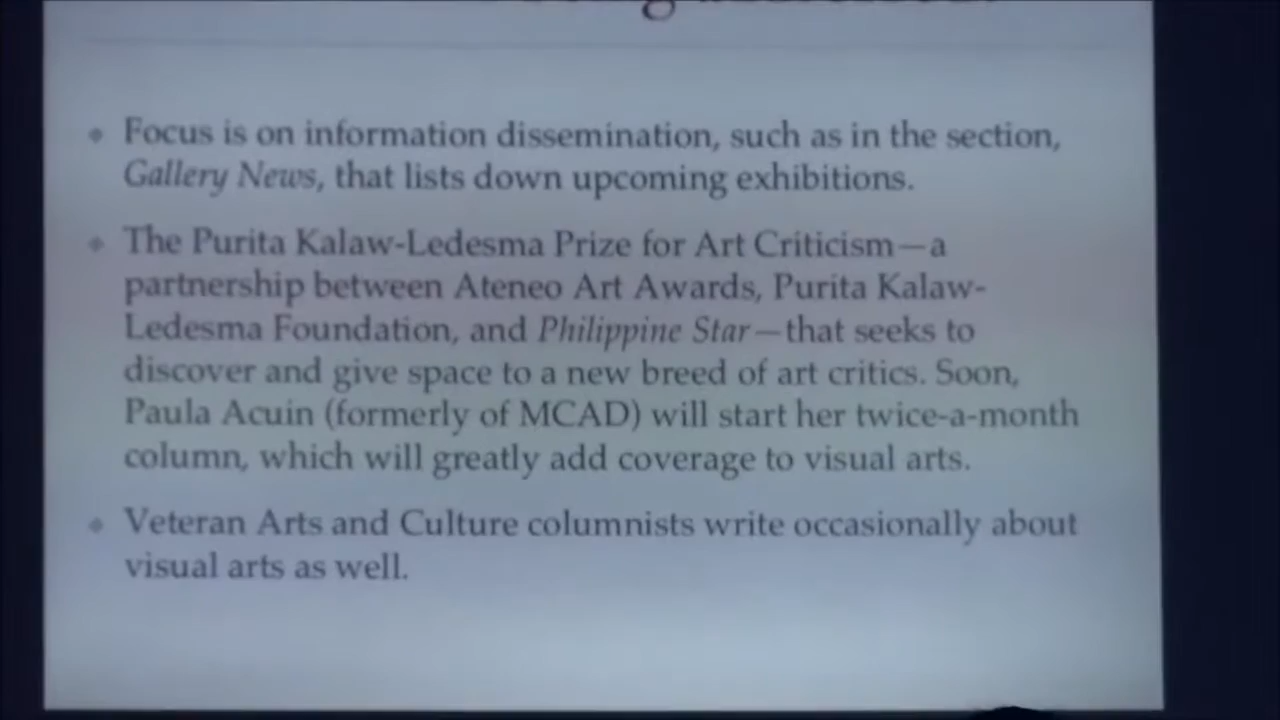 Focus is on information dissemination, such as in the section,
Gallery News, that lists down upcoming exhibitions.
The Purita Kalaw-Ledesma Prize for Art Criticism—a
partnership between Ateneo Art Awards, Purita Kalaw-
Ledesma Foundation, and Philippine Star—that seeks to
discover and give space to a new breed of art critics. Soon,
Paula Acuin (formerly of MCAD) will start her twice-a-month
column, which will greatly add coverage to visual arts.
Veteran Arts and Culture columnists write occasionally about
visual arts as well.